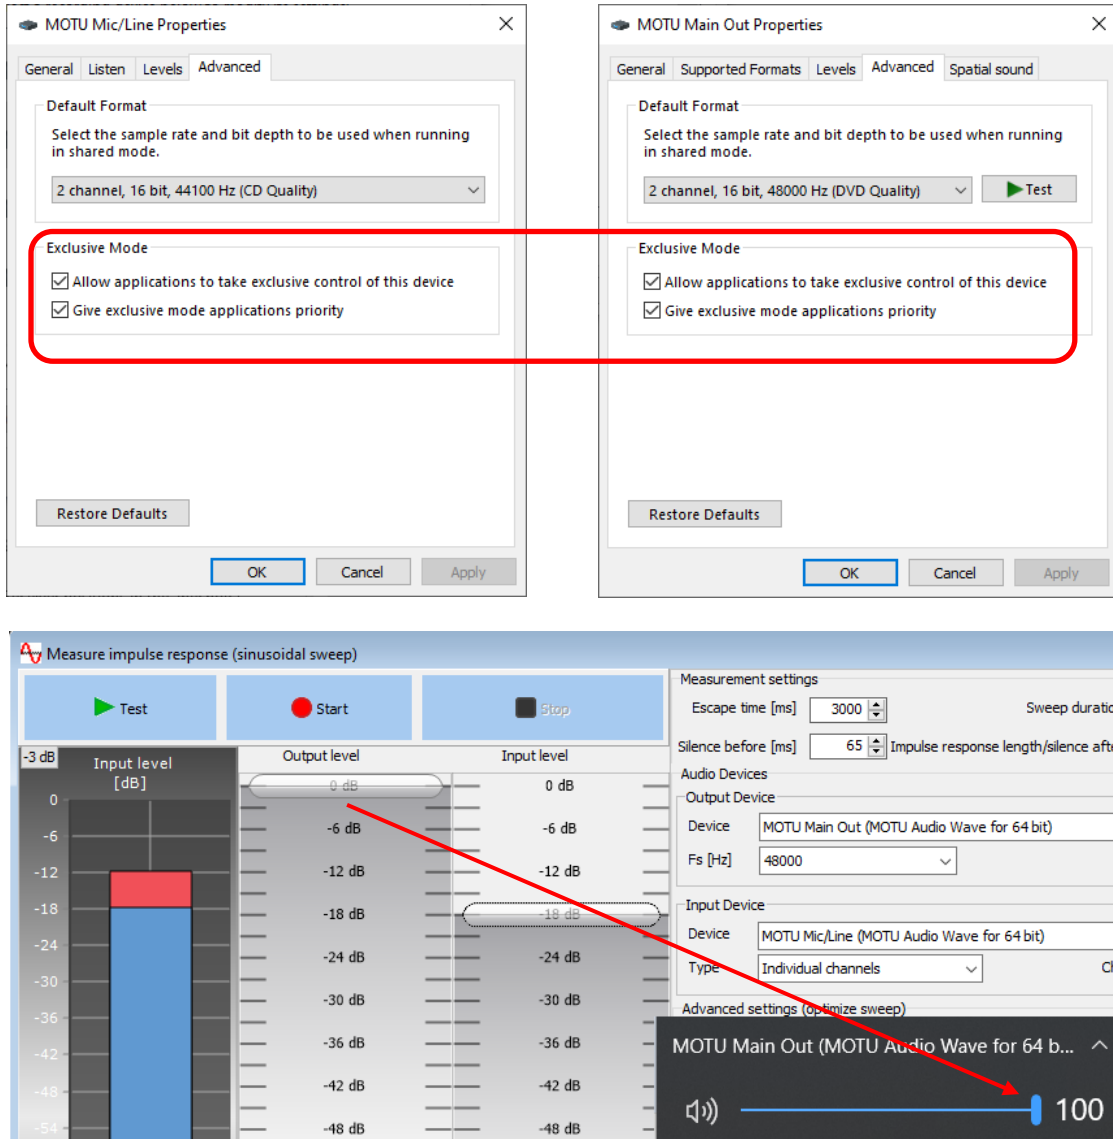 MOTU Mic/Line Properties
General Listen Levels Advanced
Default Format
Select the sample rate and bit depth to be used when running
in shared mode.
2 channel, 16 bit, 44100 Hz (CD Quality)
Exclusive Mode
Allow applications to take exclusive control of this device
Give exclusive mode applications priority
Restore Defaults
OK Cancel Apply
MOTU Main Out Properties
General Supported Formats Levels Advanced Spatial sound
Default Format
Select the sample rate and bit depth to be used when running
in shared mode.
2 channel, 16 bit, 48000 Hz (DVD Quality) Test
Exclusive Mode
Allow applications to take exclusive control of this device
Give exclusive mode applications priority
Restore Defaults
OK Cancel Apply
Measure impulse response (sinusoidal sweep)
Test Start Stop
-3 dB
Input level
[dB]
0
-6
-12
-18
-24
-30
-36
-42
-48
-54
Output level
0 dB
-6 dB
-12 dB
-18 dB
-24 dB
-30 dB
-36 dB
-42 dB
-48 dB
Input level
0 dB
-6 dB
-12 dB
-18 dB
-24 dB
-30 dB
-36 dB
-42 dB
-48 dB
Measurement settings
Escape time [ms] 3000 Sweep duratio
Silence before [ms] 65 Impulse response length/silence afte
Audio Devices
Output Device
Device MOTU Main Out (MOTU Audio Wave for 64 bit)
Fs [Hz] 48000
Input Device
Device MOTU Mic/Line (MOTU Audio Wave for 64 bit)
Type Individual channels Ch
Advanced settings (optimize sweep)
MOTU Main Out (MOTU Audio Wave for 64 b...
100